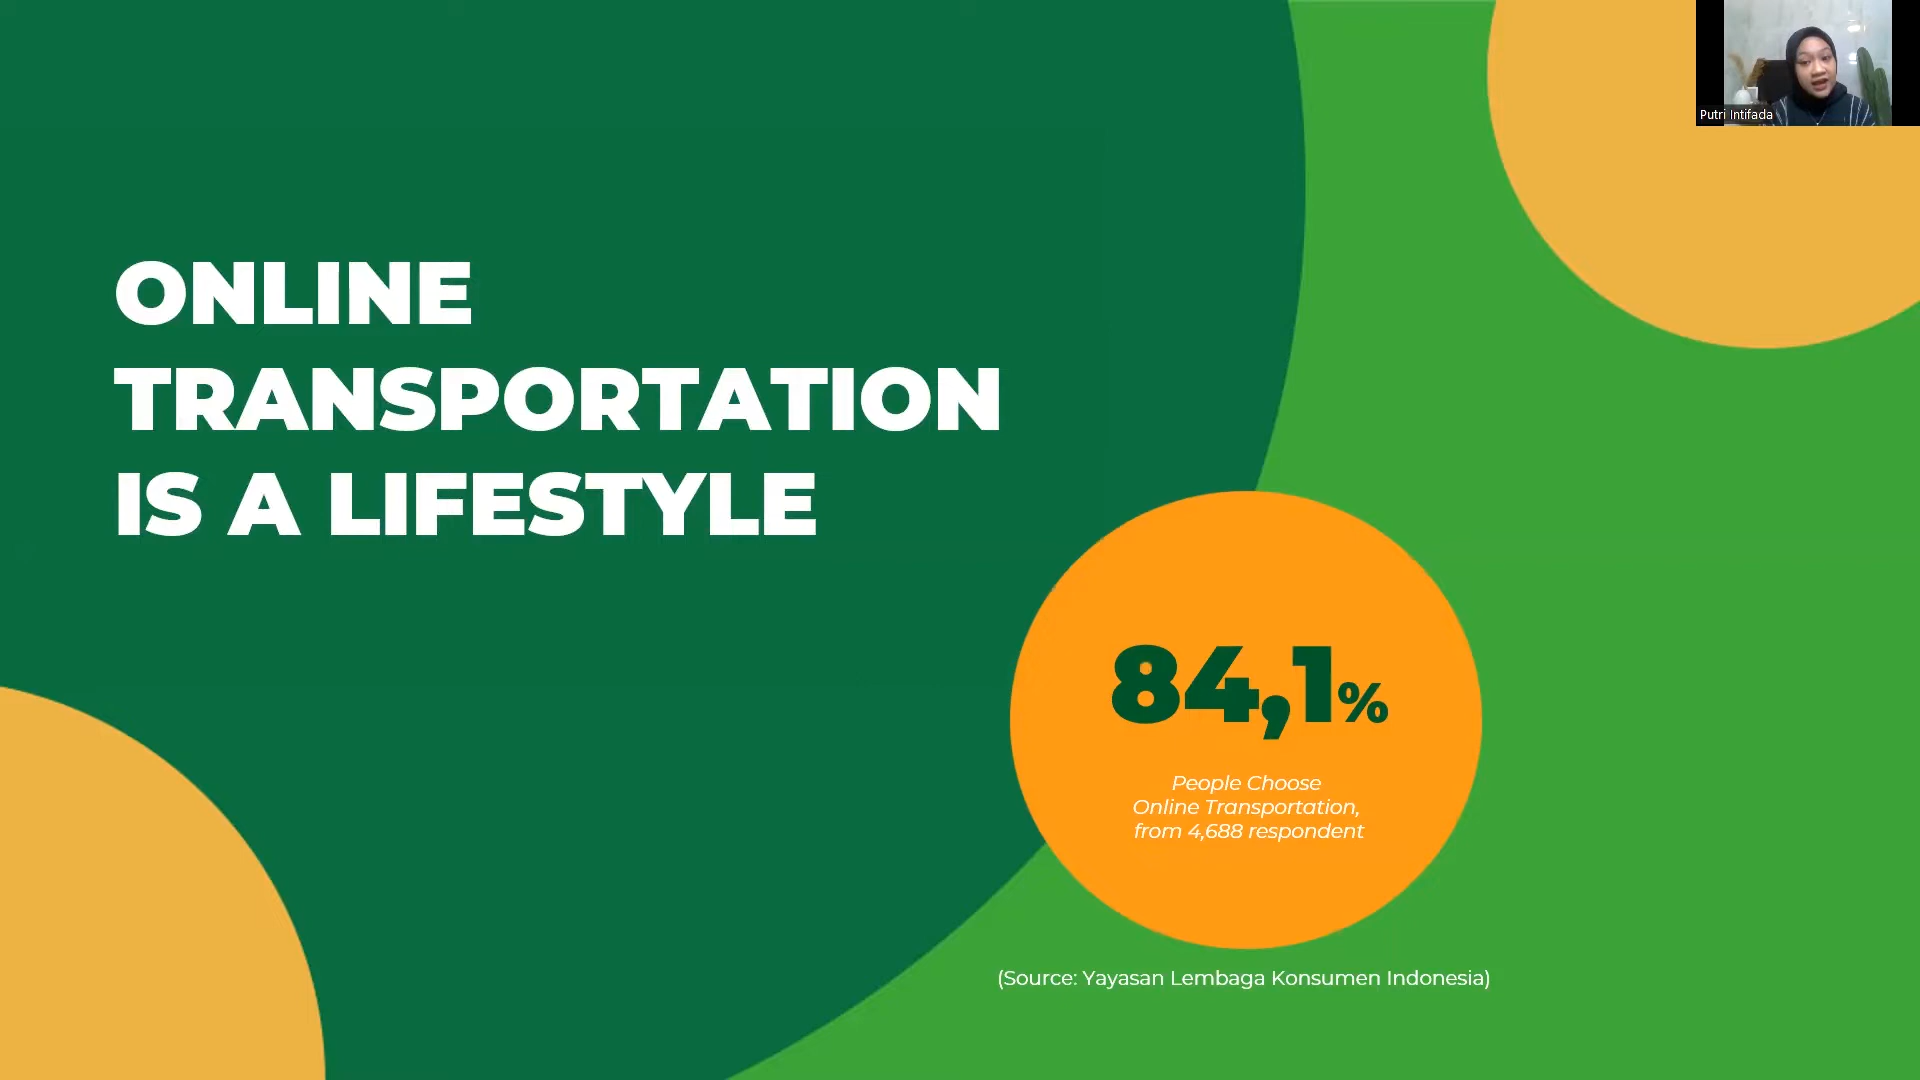 Putri Intifada
ONLINE
TRANSPORTATION
IS A LIFESTYLE
84,1%
People Choose
Online Transportation,
from 4,688 respondent
(Source: Yayasan Lembaga Konsumen Indonesia)